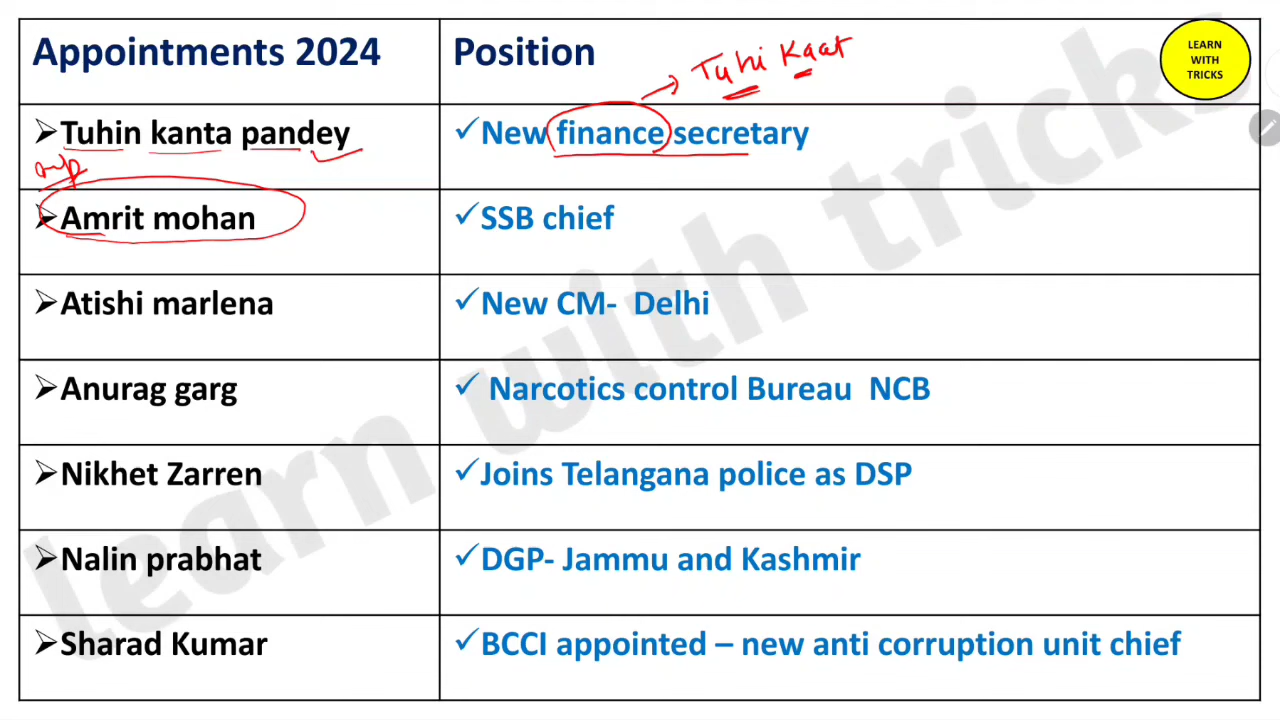 Appointments 2024
Position
LEARN
WITH
TRICKS
Tuhi Kaat
Tuhin kanta pandey
New finance secretary
Amrit mohan
SSB chief
Atishi marlena
New CM- Delhi
Anurag garg
Narcotics control Bureau NCB
Nikhet Zarren
Joins Telangana police as DSP
Nalin prabhat
DGP- Jammu and Kashmir
Sharad Kumar
BCCI appointed – new anti corruption unit chief
learn with tricks